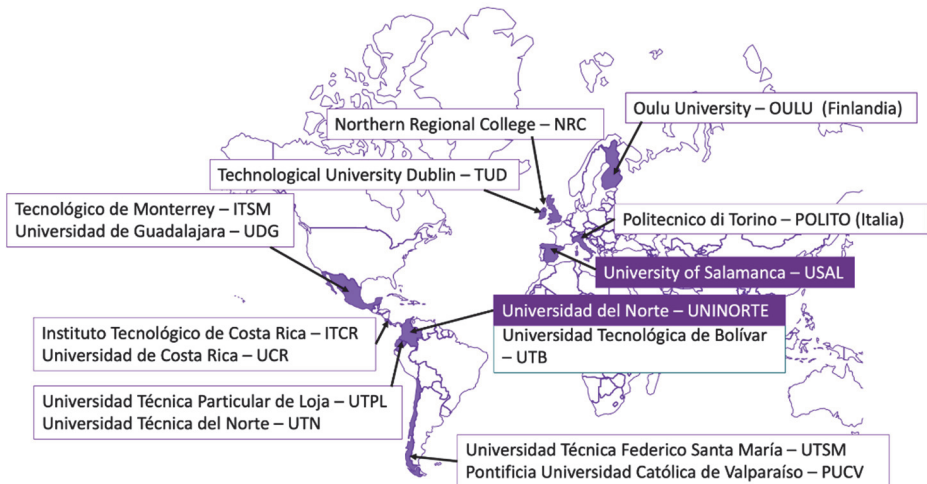 Oulu University – OULU (Finlandia)
Northern Regional College – NRC
Technological University Dublin – TUD
Tecnológico de Monterrey – ITSM
Universidad de Guadalajara – UDG
Politecnico di Torino – POLITO (Italia)
University of Salamanca – USAL
Universidad del Norte – UNINORTE
Universidad Tecnológica de Bolívar
– UTB
Instituto Tecnológico de Costa Rica – ITCR
Universidad de Costa Rica – UCR
Universidad Técnica Particular de Loja – UTPL
Universidad Técnica del Norte – UTN
Universidad Técnica Federico Santa María – UTSM
Pontificia Universidad Católica de Valparaíso – PUCV